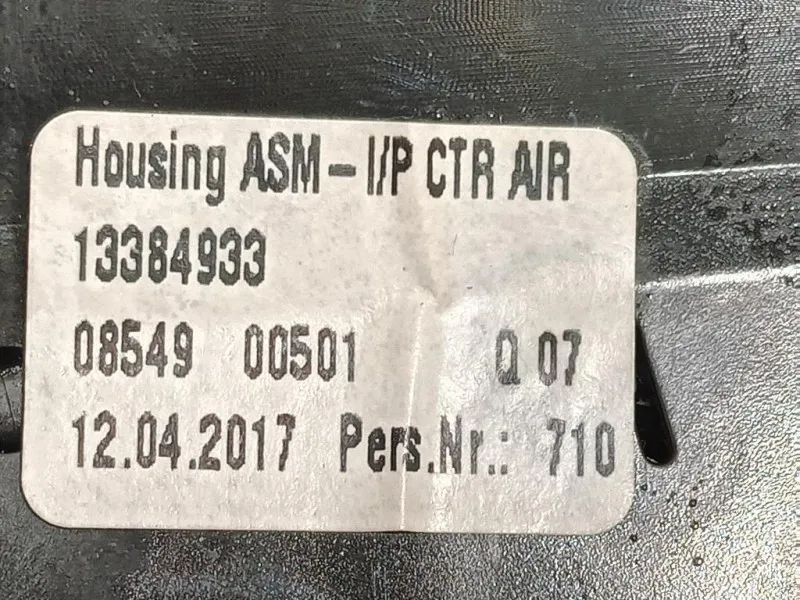 Housing ASM - I/P CTR AIR
13384933
08549 00501 Q 07
12.04.2017 Pers.Nr.: 710